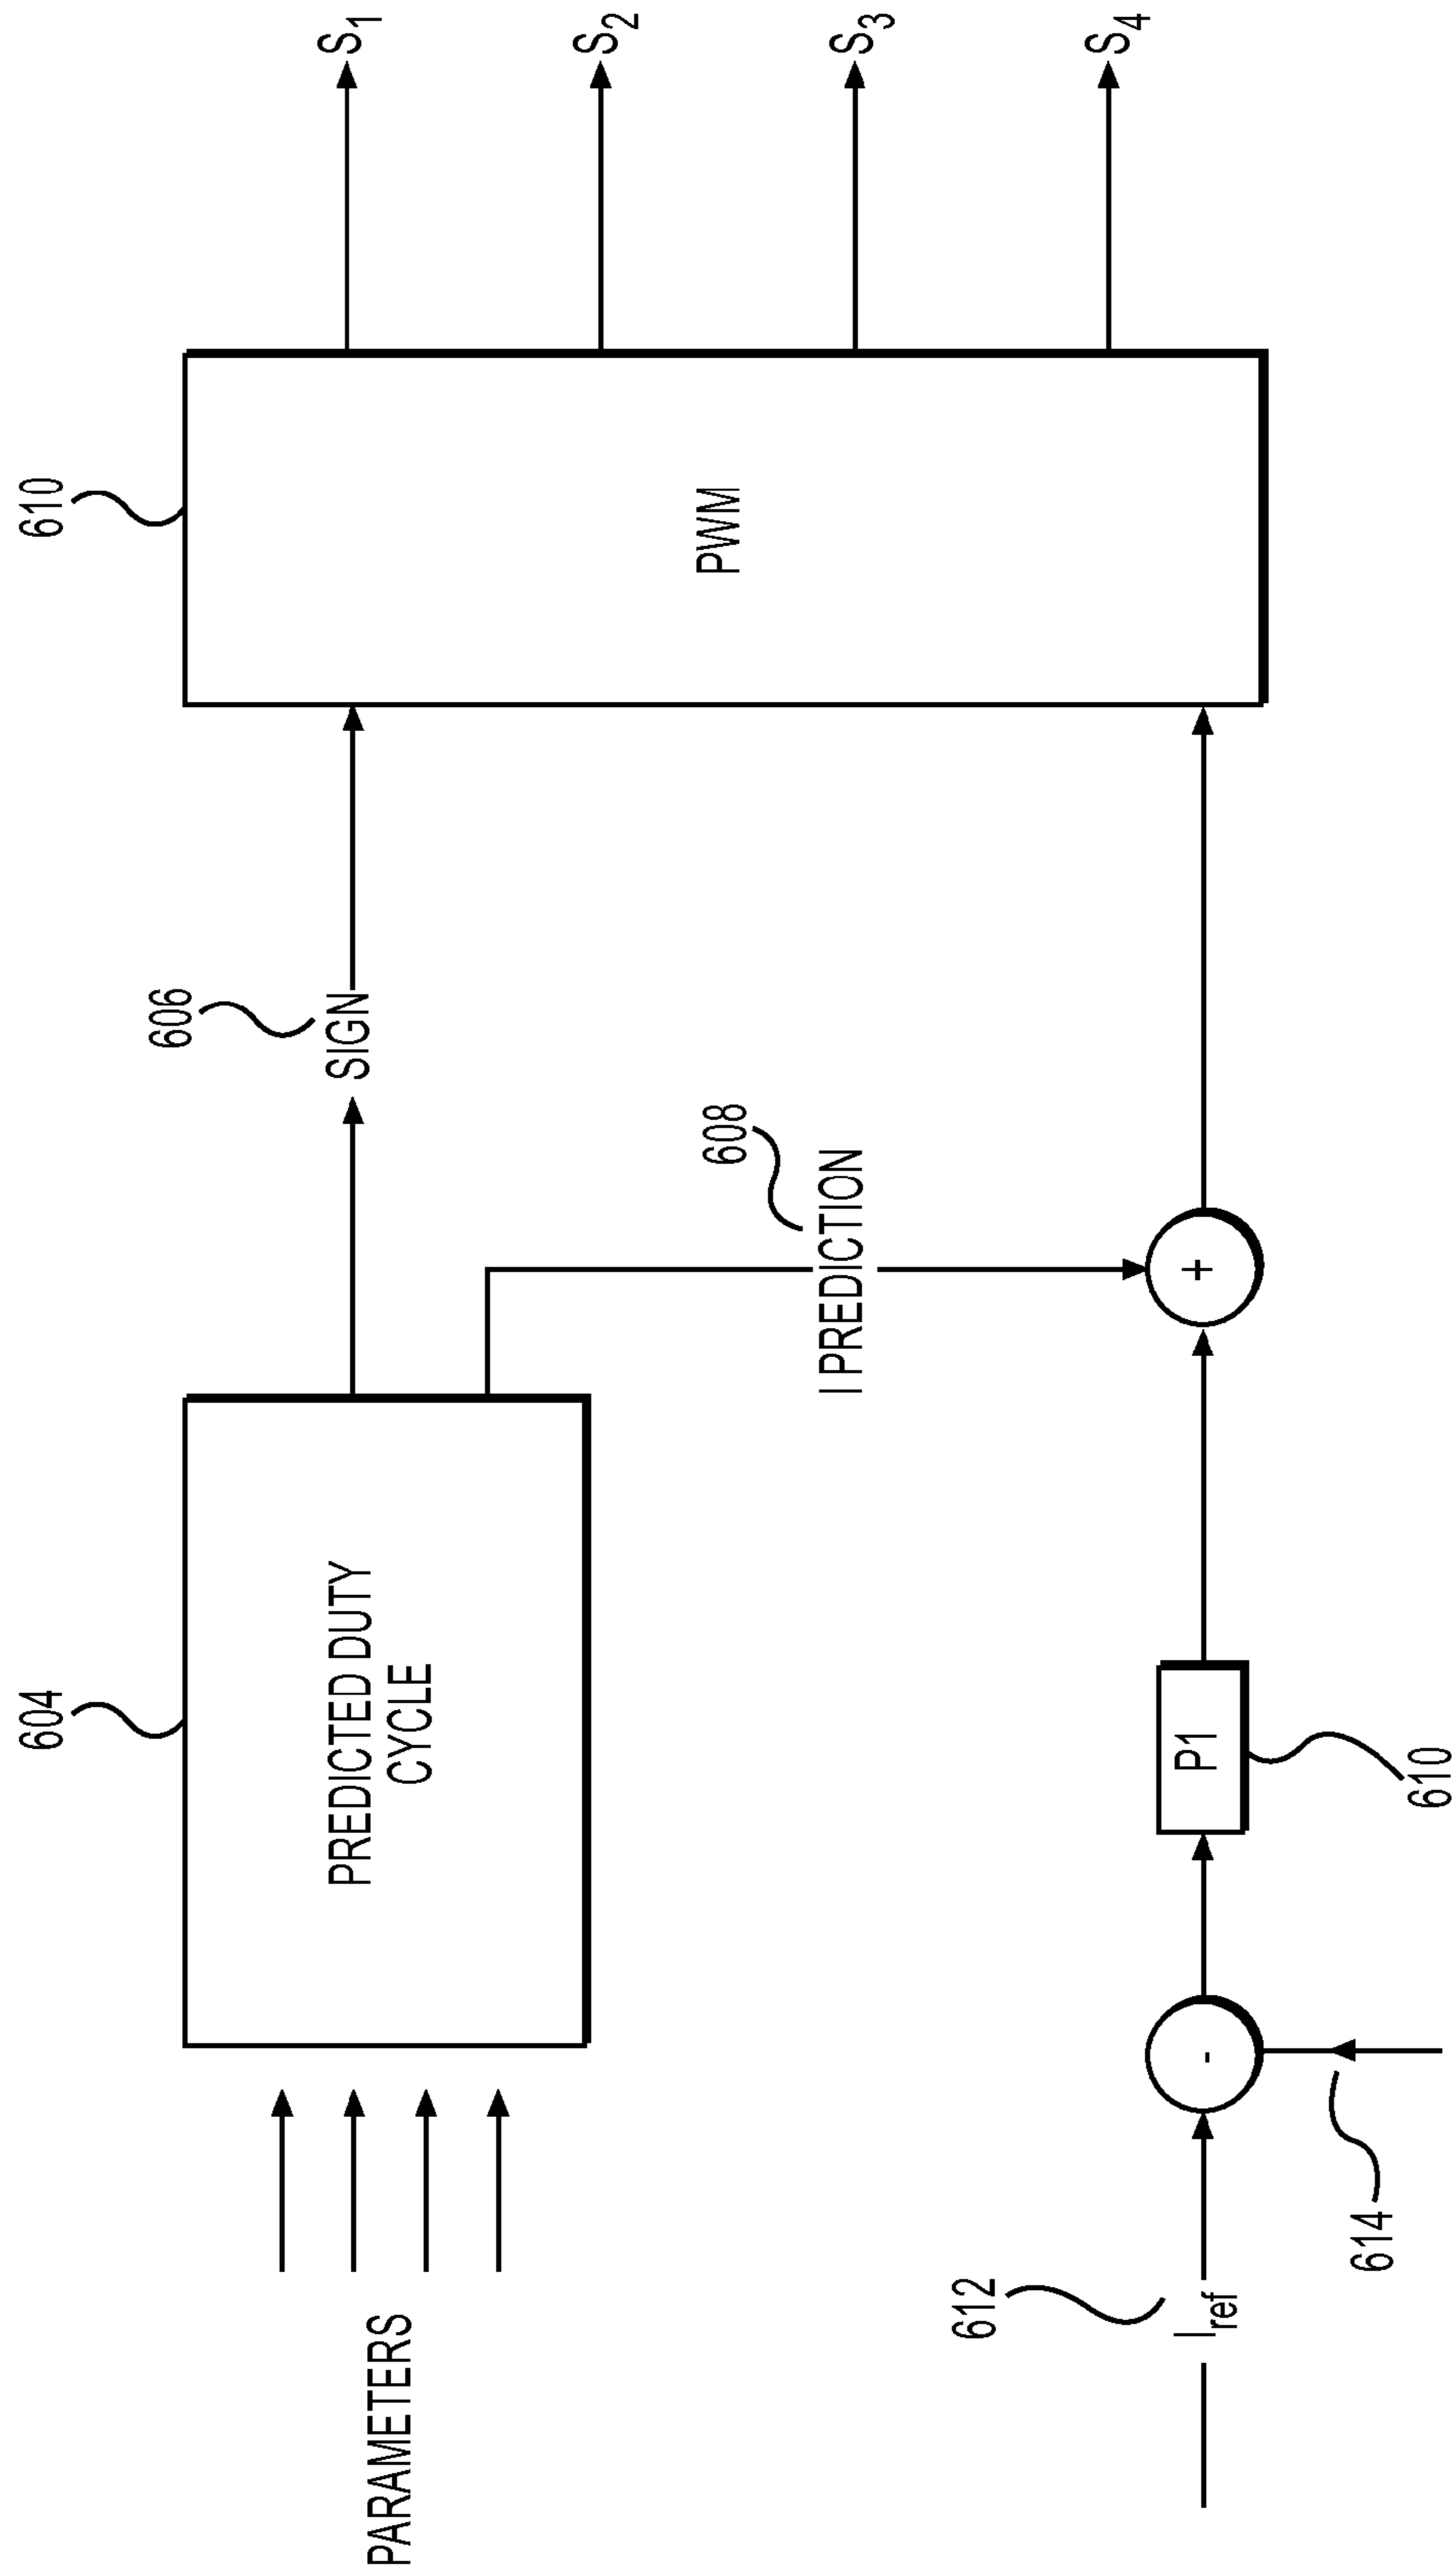 604
PREDICTED DUTY
CYCLE
PARAMETERS
606
SIGN
610
PWM
S1
S2
S3
S4
608
I PREDICTION
612
Iref
614
P1
610
+
-